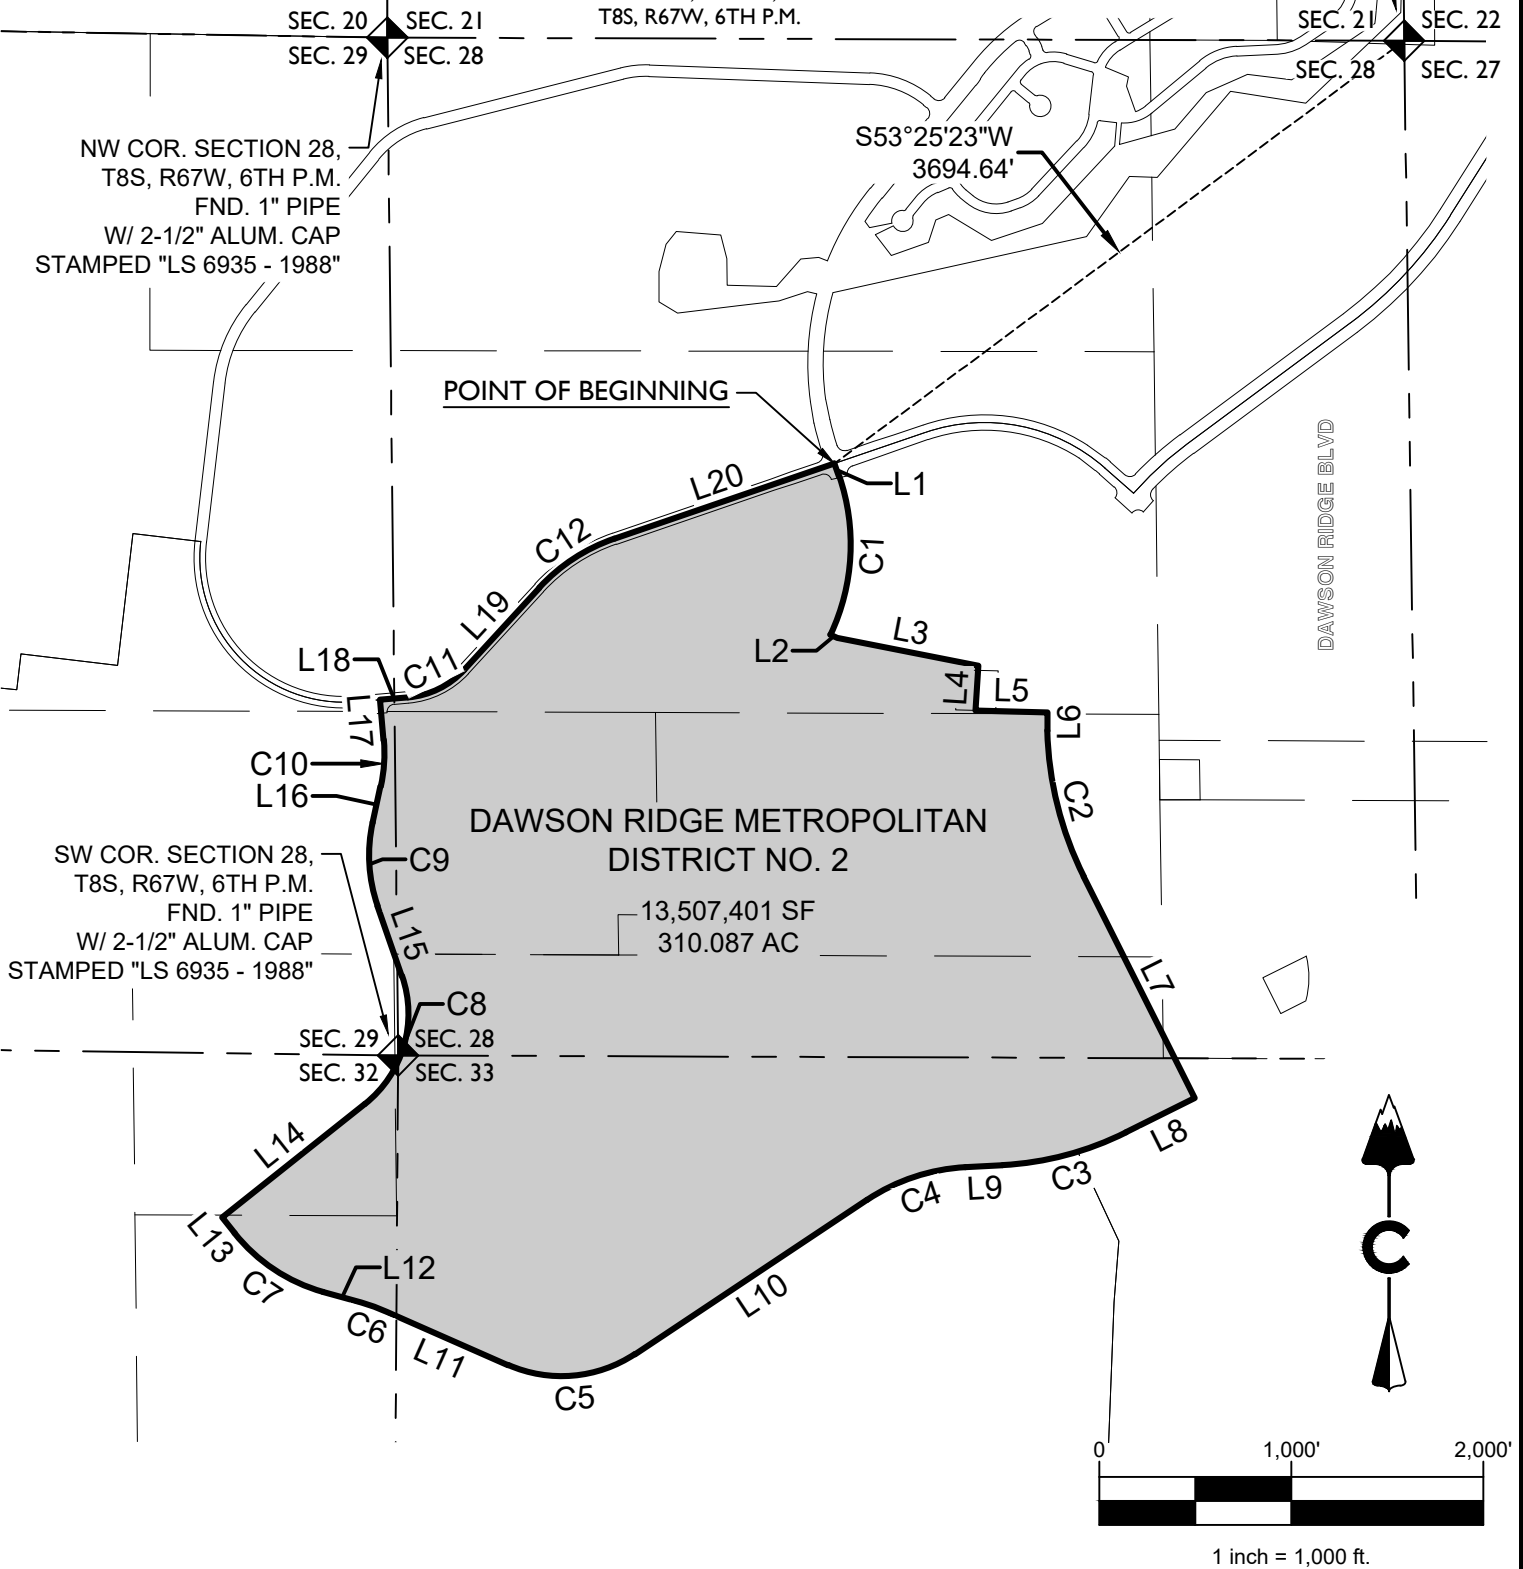 T8S, R67W, 6TH P.M.
SEC. 20
SEC. 21
SEC. 29
SEC. 28
SEC. 21
SEC. 22
SEC. 28
SEC. 27
NW COR. SECTION 28,
T8S, R67W, 6TH P.M.
FND. 1" PIPE
W/ 2-1/2" ALUM. CAP
STAMPED "LS 6935 - 1988"
S53°25'23"W
3694.64'
POINT OF BEGINNING
DAWSON RIDGE BLVD
L20
L1
C12
C1
L19
L2
L3
L18
C11
L4
L5
L17
L6
C10
L16
C2
DAWSON RIDGE METROPOLITAN
DISTRICT NO. 2
13,507,401 SF
310.087 AC
C9
SW COR. SECTION 28,
T8S, R67W, 6TH P.M.
FND. 1" PIPE
W/ 2-1/2" ALUM. CAP
STAMPED "LS 6935 - 1988"
L15
L7
C8
SEC. 29
SEC. 28
SEC. 32
SEC. 33
L14
L8
C3
L9
C4
L13
C7
L12
C6
L10
L11
C5
C
0
1,000'
2,000'
1 inch = 1,000 ft.